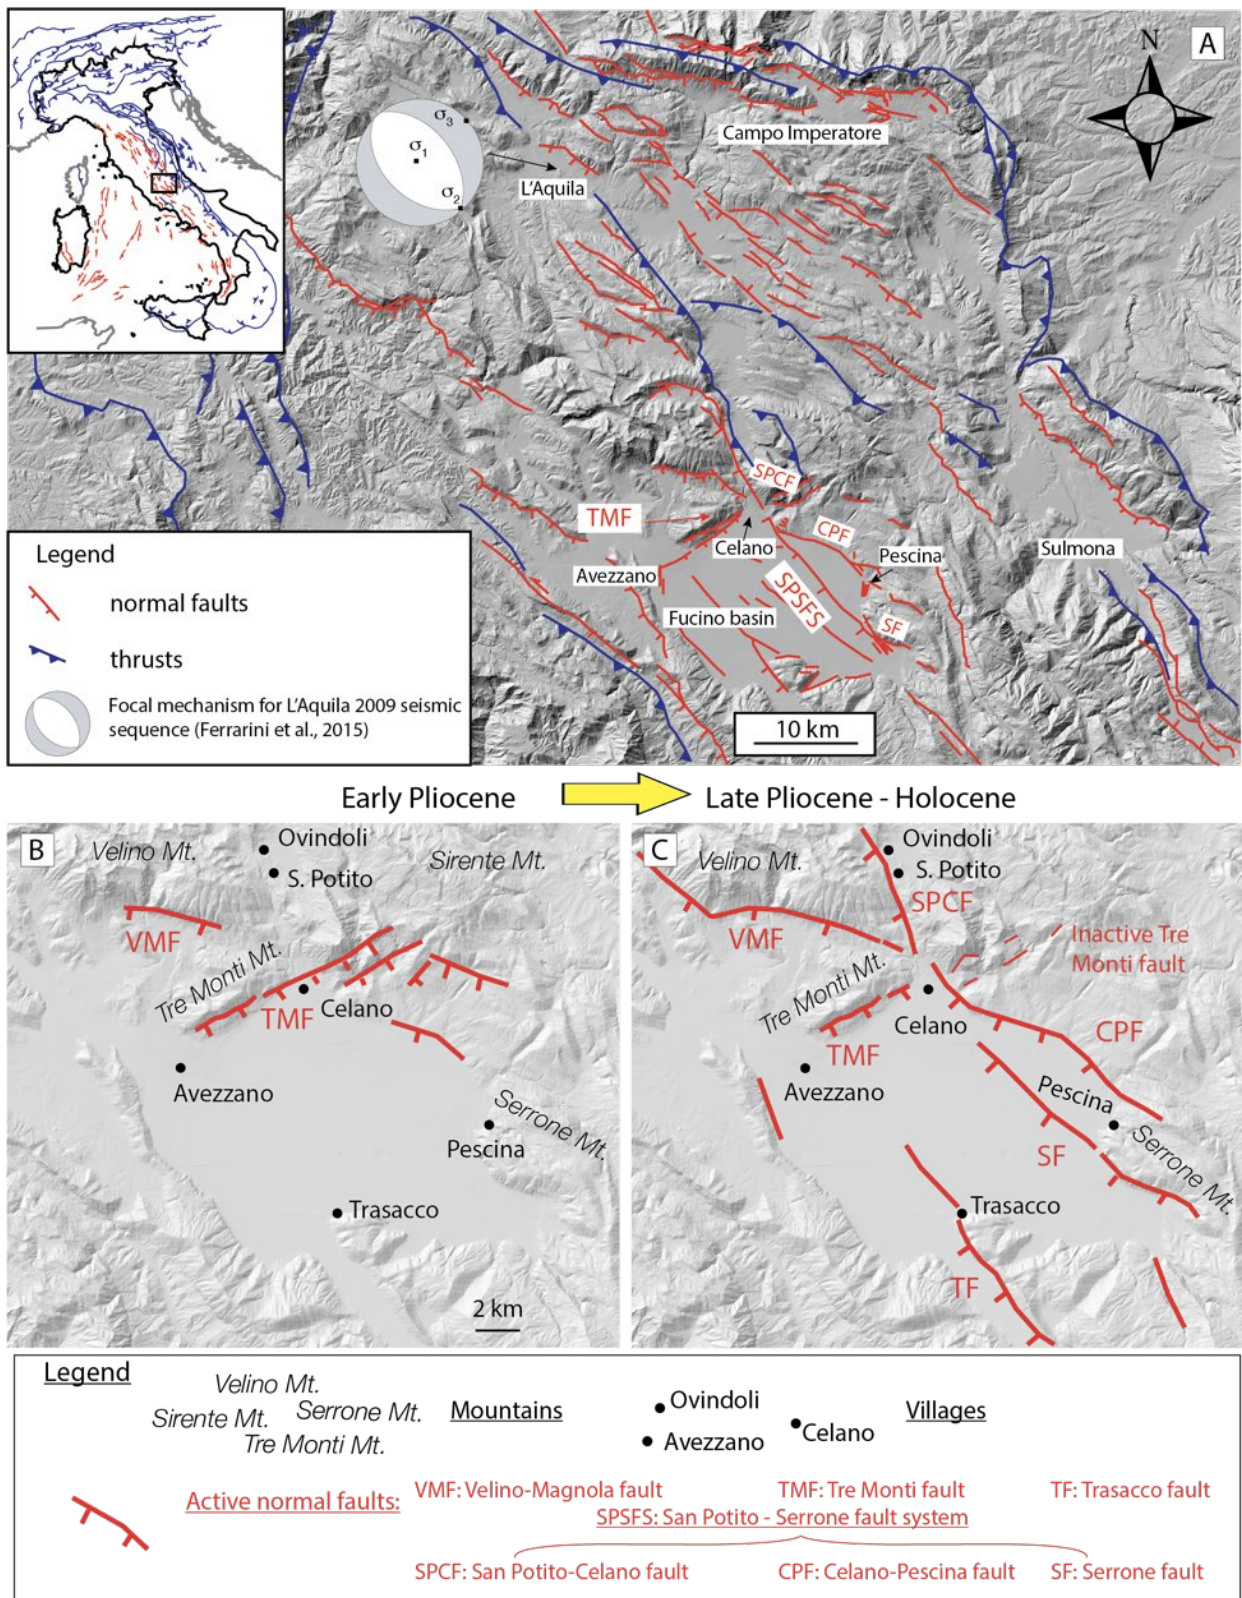 A
N
σ3
σ1
σ2
L'Aquila
Campo Imperatore
SPCF
TMF
CPF
Celano
Pescina
Sulmona
Avezzano
SPSFS
Fucino basin
SF
10 km
Legend
normal faults
thrusts
Focal mechanism for L'Aquila 2009 seismic
sequence (Ferrarini et al., 2015)
Early Pliocene
Late Pliocene - Holocene
B
Velino Mt.
Ovindoli
S. Potito
Sirente Mt.
VMF
Tre Monti Mt.
TMF
Celano
Avezzano
Serrone Mt.
Pescina
Trasacco
2 km
C
Velino Mt.
Ovindoli
S. Potito
SPCF
VMF
Inactive Tre
Monti fault
Tre Monti Mt.
Celano
CPF
TMF
Avezzano
Pescina
Serrone Mt.
SF
Trasacco
TF
Legend
Velino Mt.
Sirente Mt.
Serrone Mt.
Tre Monti Mt.
Mountains
Ovindoli
Avezzano
Celano
Villages
Active normal faults:
VMF: Velino-Magnola fault
TMF: Tre Monti fault
TF: Trasacco fault
SPSFS: San Potito - Serrone fault system
SPCF: San Potito-Celano fault
CPF: Celano-Pescina fault
SF: Serrone fault